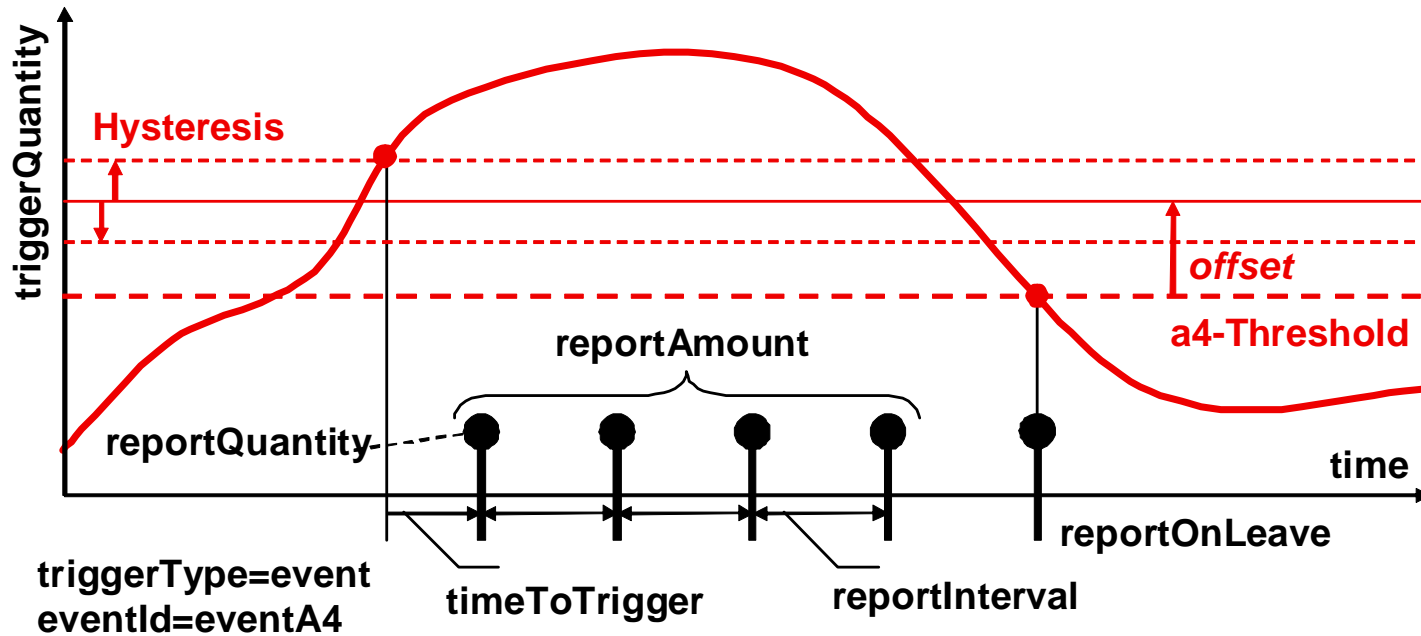 triggerQuantity
Hysteresis
offset
a4-Threshold
reportAmount
reportQuantity
time
reportOnLeave
triggerType=event
eventId=eventA4
timeToTrigger
reportInterval